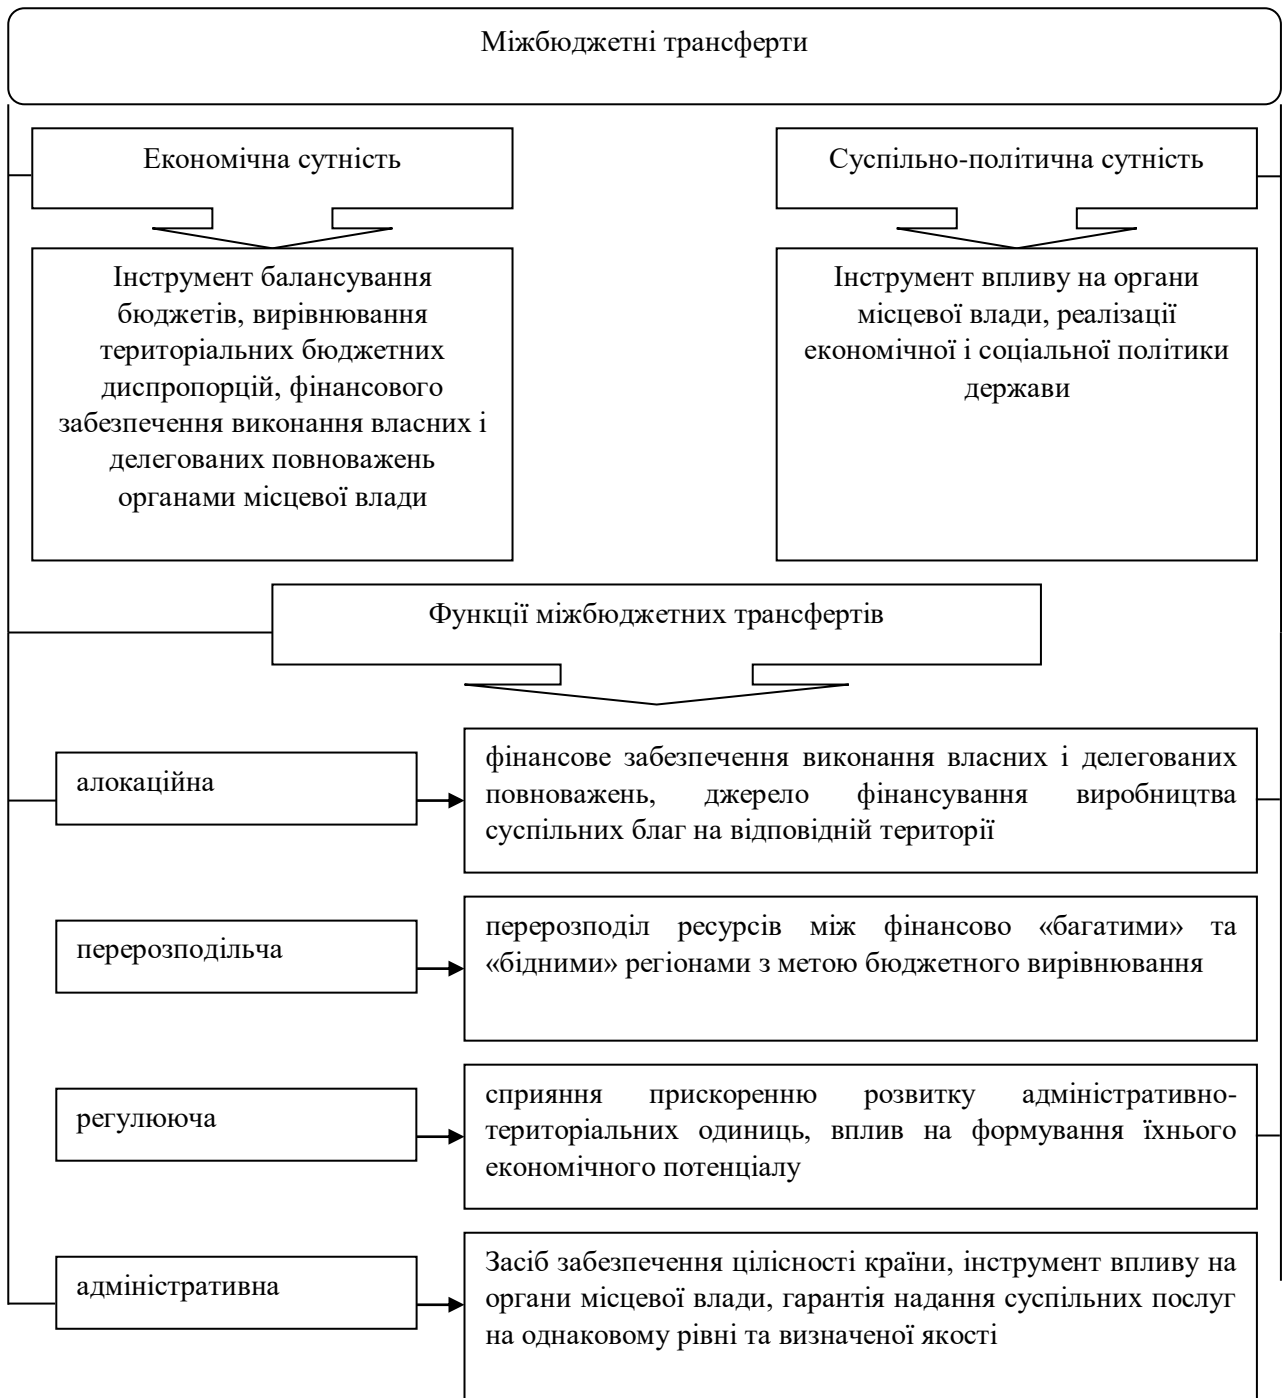 Міжбюджетні трансферти
Економічна сутність
Інструмент балансування
бюджетів, вирівнювання
територіальних бюджетних
диспропорцій, фінансового
забезпечення виконання власних і
делегованих повноважень
органами місцевої влади
Суспільно-політична сутність
Інструмент впливу на органи
місцевої влади, реалізації
економічної і соціальної політики
держави
Функції міжбюджетних трансфертів
алокаційна
фінансове забезпечення виконання власних і делегованих
повноважень, джерело фінансування виробництва
суспільних благ на відповідній території
перерозподільча
перерозподіл ресурсів між фінансово «багатими» та
«бідними» регіонами з метою бюджетного вирівнювання
регулююча
сприяння прискоренню розвитку адміністративно-
територіальних одиниць, вплив на формування їхнього
економічного потенціалу
адміністративна
Засіб забезпечення цілісності країни, інструмент впливу на
органи місцевої влади, гарантія надання суспільних послуг
на однаковому рівні та визначеної якості